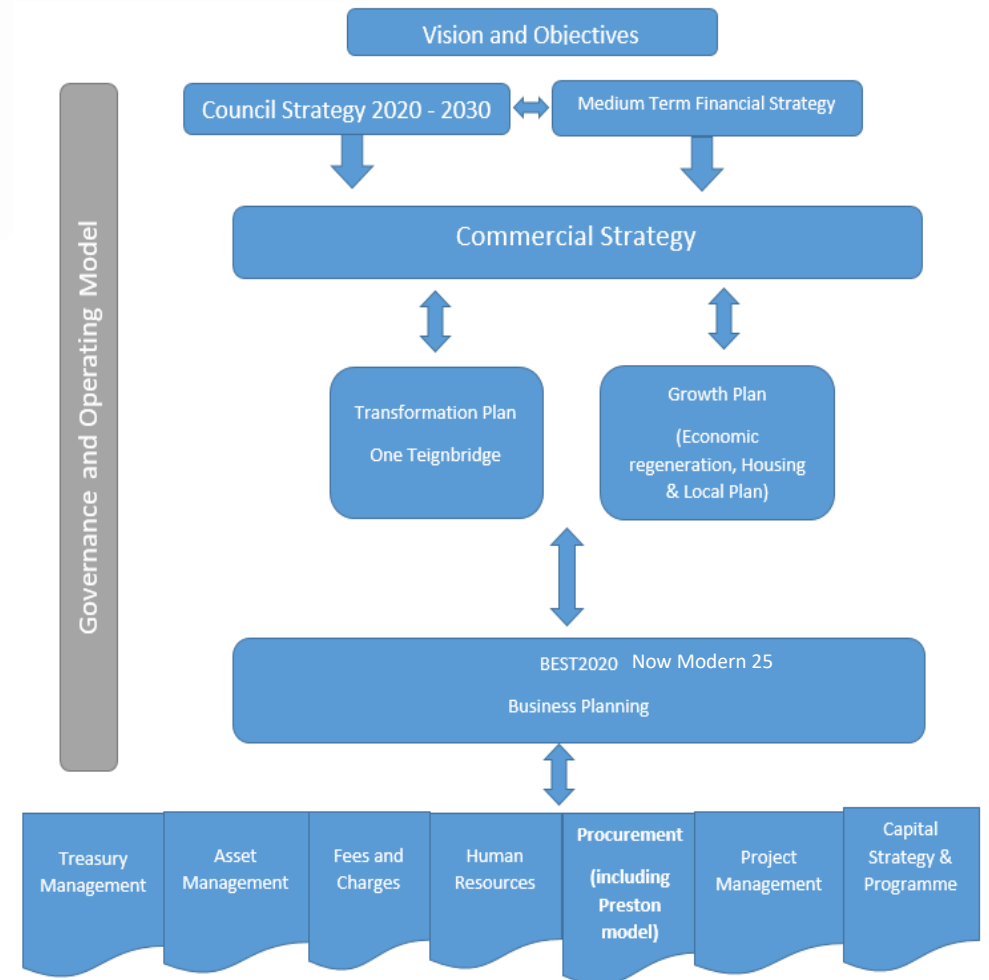 Vision and Objectives
Council Strategy 2020 - 2030
Medium Term Financial Strategy
Governance and Operating Model
Commercial Strategy
Transformation Plan
One Teignbridge
Growth Plan
(Economic
regeneration, Housing
& Local Plan)
BEST2020 Now Modern 25
Business Planning
Treasury
Management
Asset
Management
Fees and
Charges
Human
Resources
Procurement
(including
Preston
model)
Project
Management
Capital
Strategy &
Programme